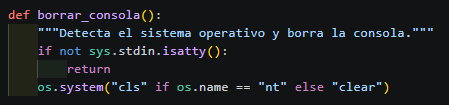 def borrar_consola():
    """Detecta el sistema operativo y borra la consola."""
    if not sys.stdin.isatty():
        return
    os.system("cls" if os.name == "nt" else "clear")